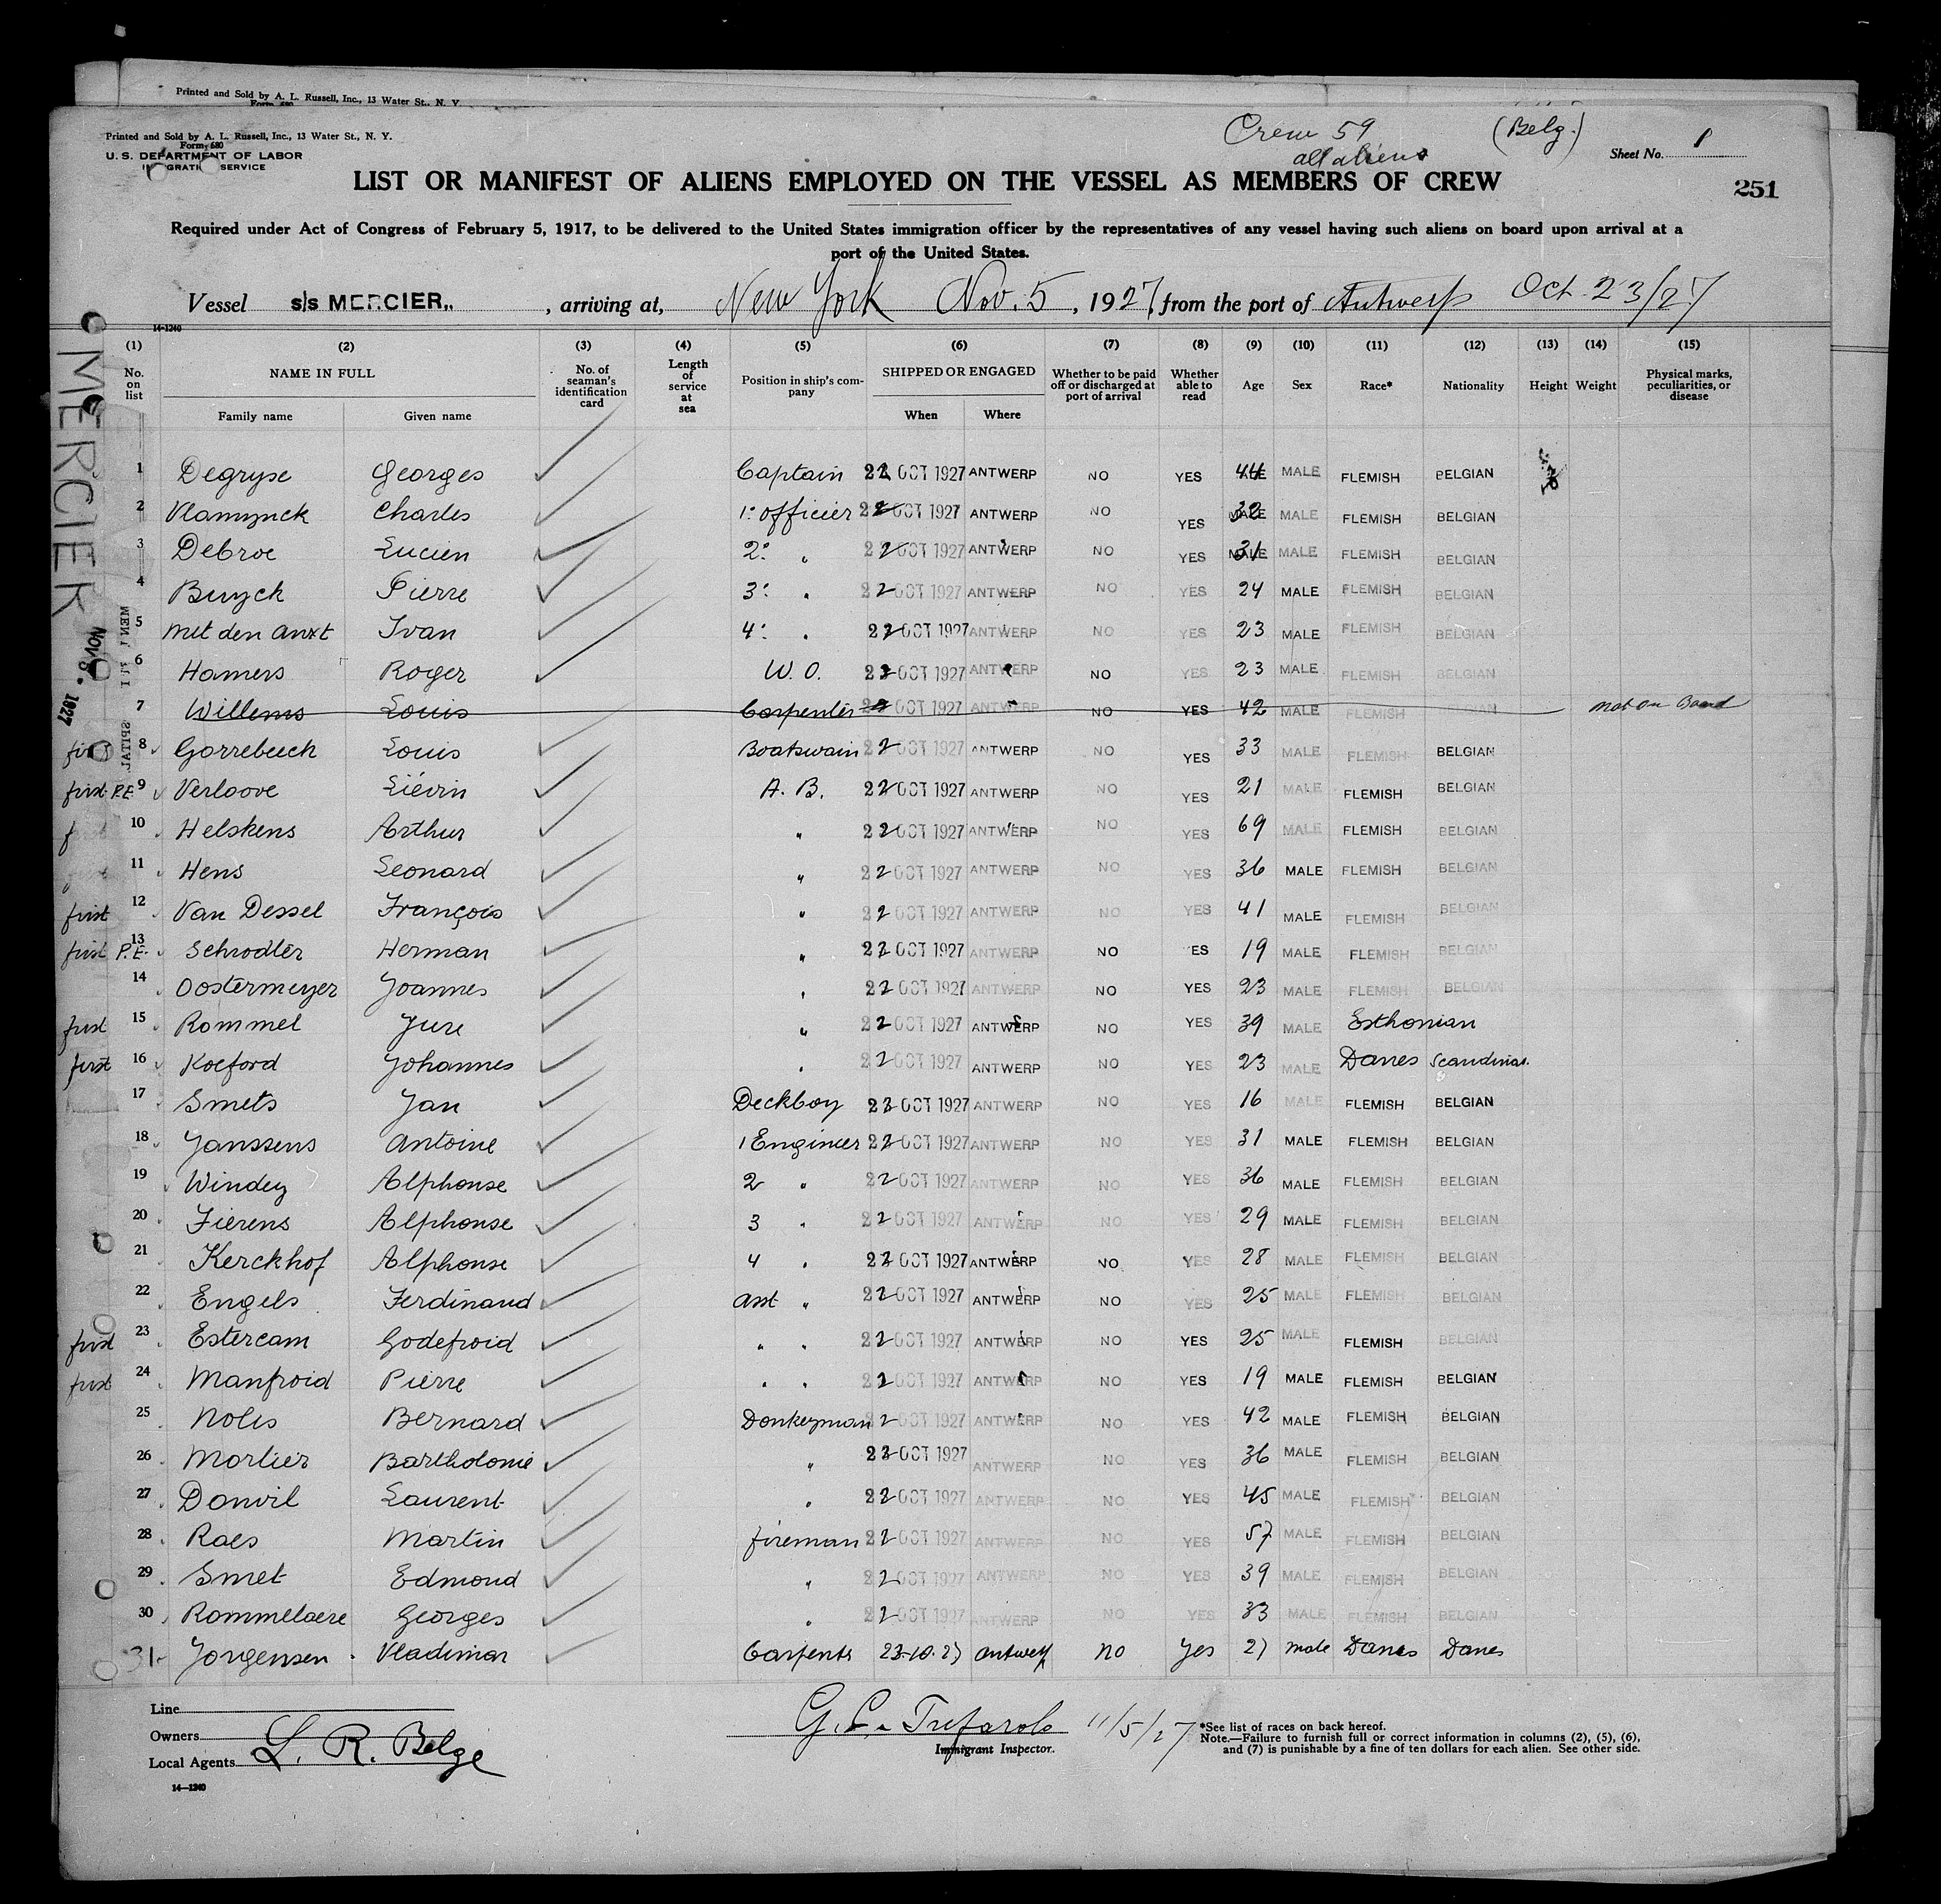 Printed and Sold by A. L. Russell, Inc., 13 Water St., N. Y
Form 680
Printed and Sold by A. L. Russell, Inc., 13 Water St., N. Y.
Form 680
U. S. DEPARTMENT OF LABOR
SERVICE
Crew 59 (Belg.)
all aliens
Sheet No. 1
LIST OR MANIFEST OF ALIENS EMPLOYED ON THE VESSEL AS MEMBERS OF CREW
251
Required under Act of Congress of February 5, 1917, to be delivered to the United States immigration officer by the representatives of any vessel having such aliens on board upon arrival at a
port of the United States.
Vessel s/s MERCIER, , arriving at, New York Nov. 5, 1927, from the port of Antwerp Oct 23/27
14-1240
(1) (2) (3) (4) (5) (6) (7) (8) (9) (10) (11) (12) (13) (14) (15)
No. on list NAME IN FULL Family name Given name No. of seaman's identification card Length of service at sea Position in ship's company SHIPPED OR ENGAGED When Where Whether to be paid off or discharged at port of arrival Whether able to read Age Sex Race* Nationality Height Weight Physical marks, peculiarities, or disease
MERCIER
NOV 5 1927
1 Degryse Georges Captain 22 OCT 1927 ANTWERP NO YES 44 MALE FLEMISH BELGIAN
2 Vlamynck Charles 1: officier 22 OCT 1927 ANTWERP NO YES 32 MALE FLEMISH BELGIAN
3 Debroe Lucien 2: " 22 OCT 1927 ANTWERP NO YES 31 MALE FLEMISH BELGIAN
4 Buyck Pierre 3: " 22 OCT 1927 ANTWERP NO YES 24 MALE FLEMISH BELGIAN
5 Met den Anxt Ivan 4: " 22 OCT 1927 ANTWERP NO YES 23 MALE FLEMISH BELGIAN
6 Hamers Roger W. O. 22 OCT 1927 ANTWERP NO YES 23 MALE FLEMISH BELGIAN
7 Willems Louis Carpenter 22 OCT 1927 ANTWERP NO YES 42 MALE FLEMISH BELGIAN not on Board
8 Gorrebeeck Louis Boatswain 22 OCT 1927 ANTWERP NO YES 33 MALE FLEMISH BELGIAN
first P.E. 9 Verloove Liévin A. B. 22 OCT 1927 ANTWERP NO YES 21 MALE FLEMISH BELGIAN
10 Helskens Arthur " 22 OCT 1927 ANTWERP NO YES 69 MALE FLEMISH BELGIAN
11 Hens Leonard " 22 OCT 1927 ANTWERP NO YES 36 MALE FLEMISH BELGIAN
first 12 Van Dessel François " 22 OCT 1927 ANTWERP NO YES 41 MALE FLEMISH BELGIAN
first P.E. 13 Schrodter Herman " 22 OCT 1927 ANTWERP NO YES 19 MALE FLEMISH BELGIAN
14 Oostermeyer Joannes " 22 OCT 1927 ANTWERP NO YES 23 MALE FLEMISH BELGIAN
first 15 Rommel Jure " 22 OCT 1927 ANTWERP NO YES 39 MALE Esthonian
first 16 Koeford Johannes " 22 OCT 1927 ANTWERP NO YES 23 MALE Danes Scandinav.
17 Smets Jan Deckboy 22 OCT 1927 ANTWERP NO YES 16 MALE FLEMISH BELGIAN
18 Janssens Antoine 1 Engineer 22 OCT 1927 ANTWERP NO YES 31 MALE FLEMISH BELGIAN
19 Windey Alphonse 2 " 22 OCT 1927 ANTWERP NO YES 36 MALE FLEMISH BELGIAN
20 Fierens Alphonse 3 " 22 OCT 1927 ANTWERP NO YES 29 MALE FLEMISH BELGIAN
21 Kerckhof Alphonse 4 " 22 OCT 1927 ANTWERP NO YES 28 MALE FLEMISH BELGIAN
22 Engels Ferdinand asst " 22 OCT 1927 ANTWERP NO YES 25 MALE FLEMISH BELGIAN
first 23 Estercam Godefroid " " 22 OCT 1927 ANTWERP NO YES 25 MALE FLEMISH BELGIAN
first 24 Manfroid Pierre " " 22 OCT 1927 ANTWERP NO YES 19 MALE FLEMISH BELGIAN
25 Nolis Bernard Donkeyman 22 OCT 1927 ANTWERP NO YES 42 MALE FLEMISH BELGIAN
26 Morlier Bartholomé " 22 OCT 1927 ANTWERP NO YES 36 MALE FLEMISH BELGIAN
27 Donvil Laurent " 22 OCT 1927 ANTWERP NO YES 45 MALE FLEMISH BELGIAN
28 Raes Martin fireman 22 OCT 1927 ANTWERP NO YES 57 MALE FLEMISH BELGIAN
29 Smet Edmond " 22 OCT 1927 ANTWERP NO YES 39 MALE FLEMISH BELGIAN
30 Rommelaere Georges " 22 OCT 1927 ANTWERP NO YES 33 MALE FLEMISH BELGIAN
31 Jorgensen Vladimar Carpenter 23-10-27 Antwerp No Yes 27 Male Danes Danes
Line
Owners
Local Agents L. R. Belge
14-1240
11/5/27
Immigrant Inspector.
*See list of races on back hereof.
Note.—Failure to furnish full or correct information in columns (2), (5), (6),
and (7) is punishable by a fine of ten dollars for each alien. See other side.